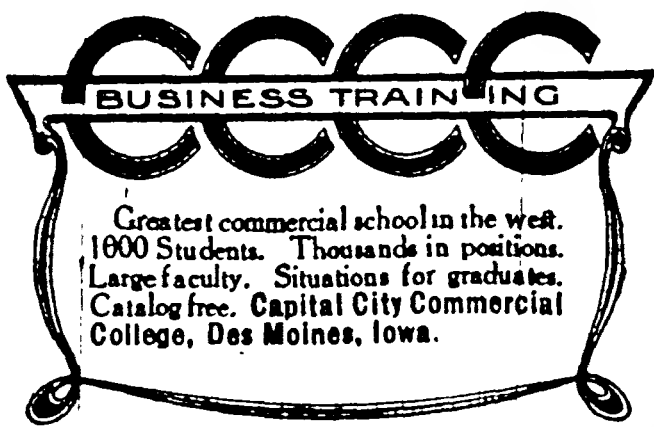 CCCC
BUSINESS TRAINING
Greatest commercial school in the west.
1000 Students. Thousands in positions.
Large faculty. Situations for graduates.
Catalog free. Capital City Commercial
College, Des Moines, Iowa.